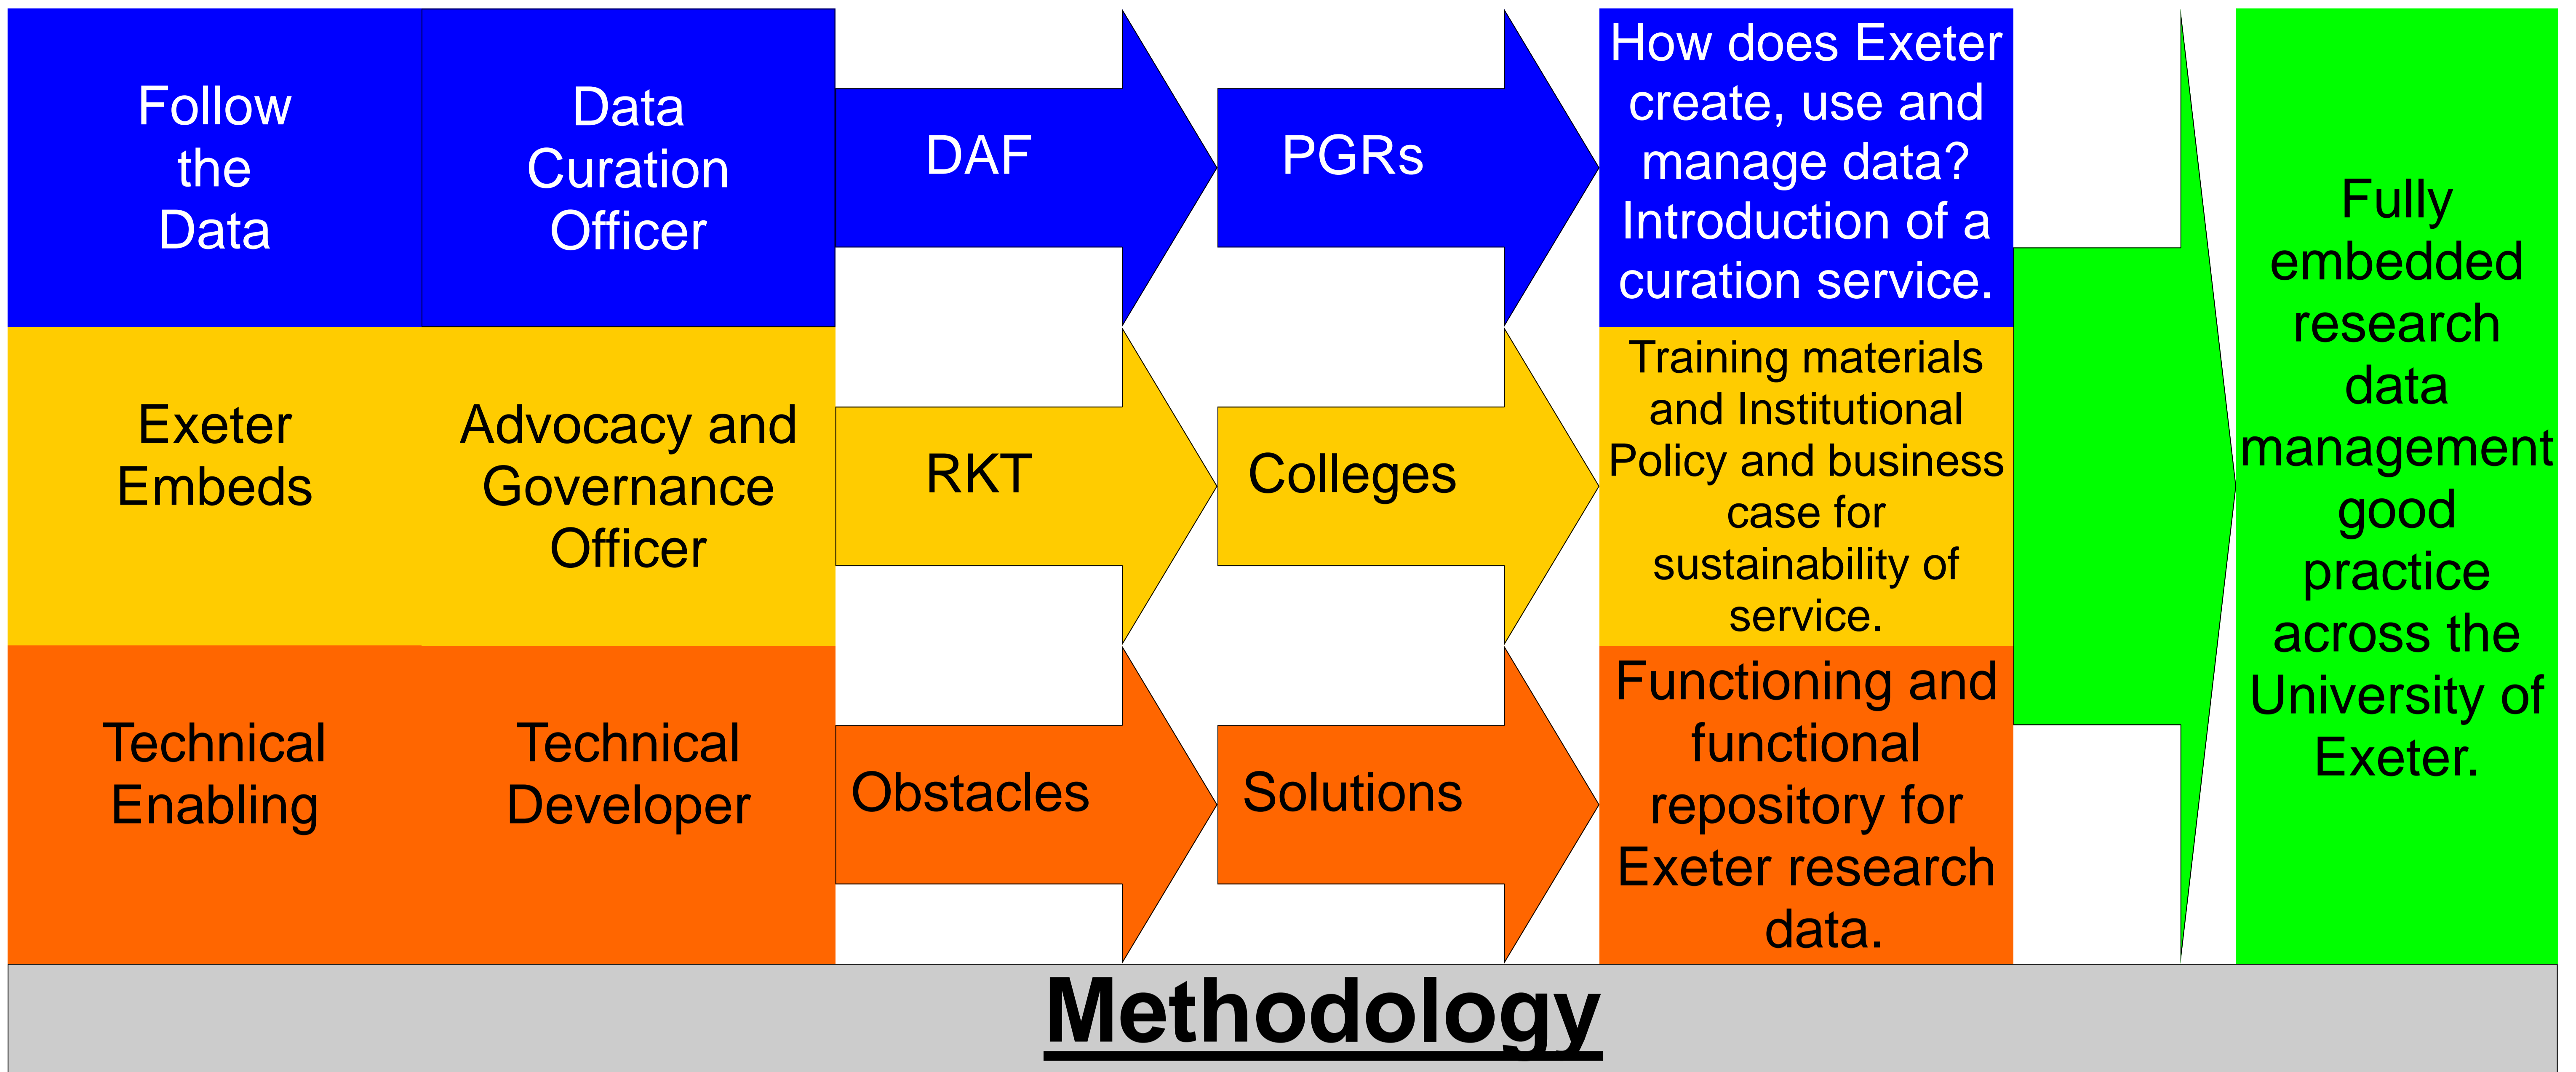 Follow
the
Data
Data
Curation
Officer
DAF
PGRs
How does Exeter
create, use and
manage data?
Introduction of a
curation service.
Exeter
Embeds
Advocacy and
Governance
Officer
RKT
Colleges
Training materials
and Institutional
Policy and business
case for
sustainability of
service.
Technical
Enabling
Technical
Developer
Obstacles
Solutions
Functioning and
functional
repository for
Exeter research
data.
Fully
embedded
research
data
management
good
practice
across the
University of
Exeter.
Methodology